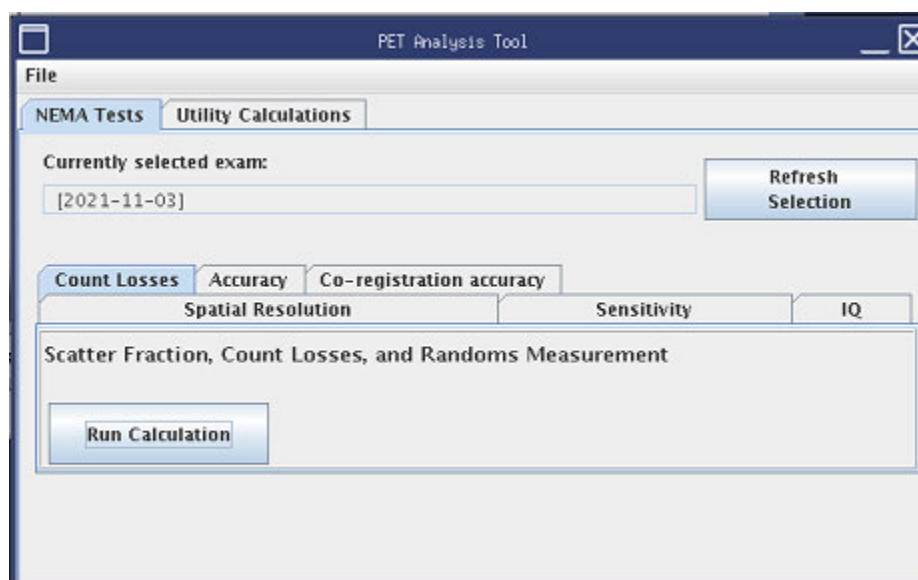 PET Analysis Tool
File
NEMA Tests Utility Calculations
Currently selected exam:
[2021-11-03]
Refresh
Selection
Count Losses Accuracy Co-registration accuracy
Spatial Resolution Sensitivity IQ
Scatter Fraction, Count Losses, and Randoms Measurement
Run Calculation